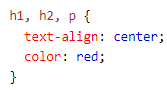 h1, h2, p {
  text-align: center;
  color: red;
}